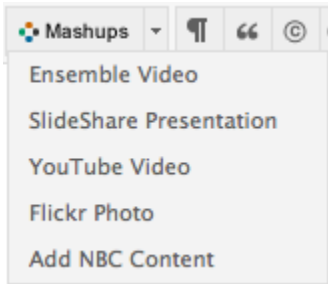 Mashups ¶ “ ©
Ensemble Video
SlideShare Presentation
YouTube Video
Flickr Photo
Add NBC Content